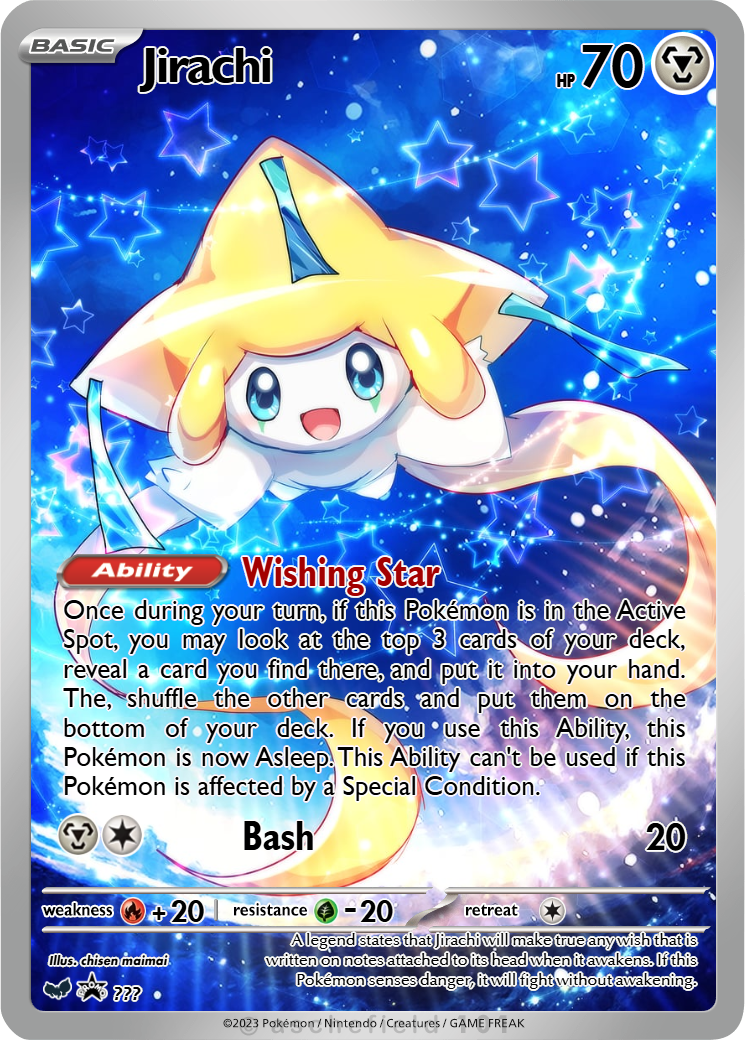 BASIC
Jirachi
HP 70
Ability Wishing Star
Once during your turn, if this Pokémon is in the Active
Spot, you may look at the top 3 cards of your deck,
reveal a card you find there, and put it into your hand.
The, shuffle the other cards and put them on the
bottom of your deck. If you use this Ability, this
Pokémon is now Asleep. This Ability can't be used if this
Pokémon is affected by a Special Condition.
Bash 20
weakness +20 resistance -20 retreat
A legend states that Jirachi will make true any wish that is
written on notes attached to its head when it awakens. If this
Pokémon senses danger, it will fight without awakening.
Illus. chisen maimai
???
©2023 Pokémon / Nintendo / Creatures / GAME FREAK